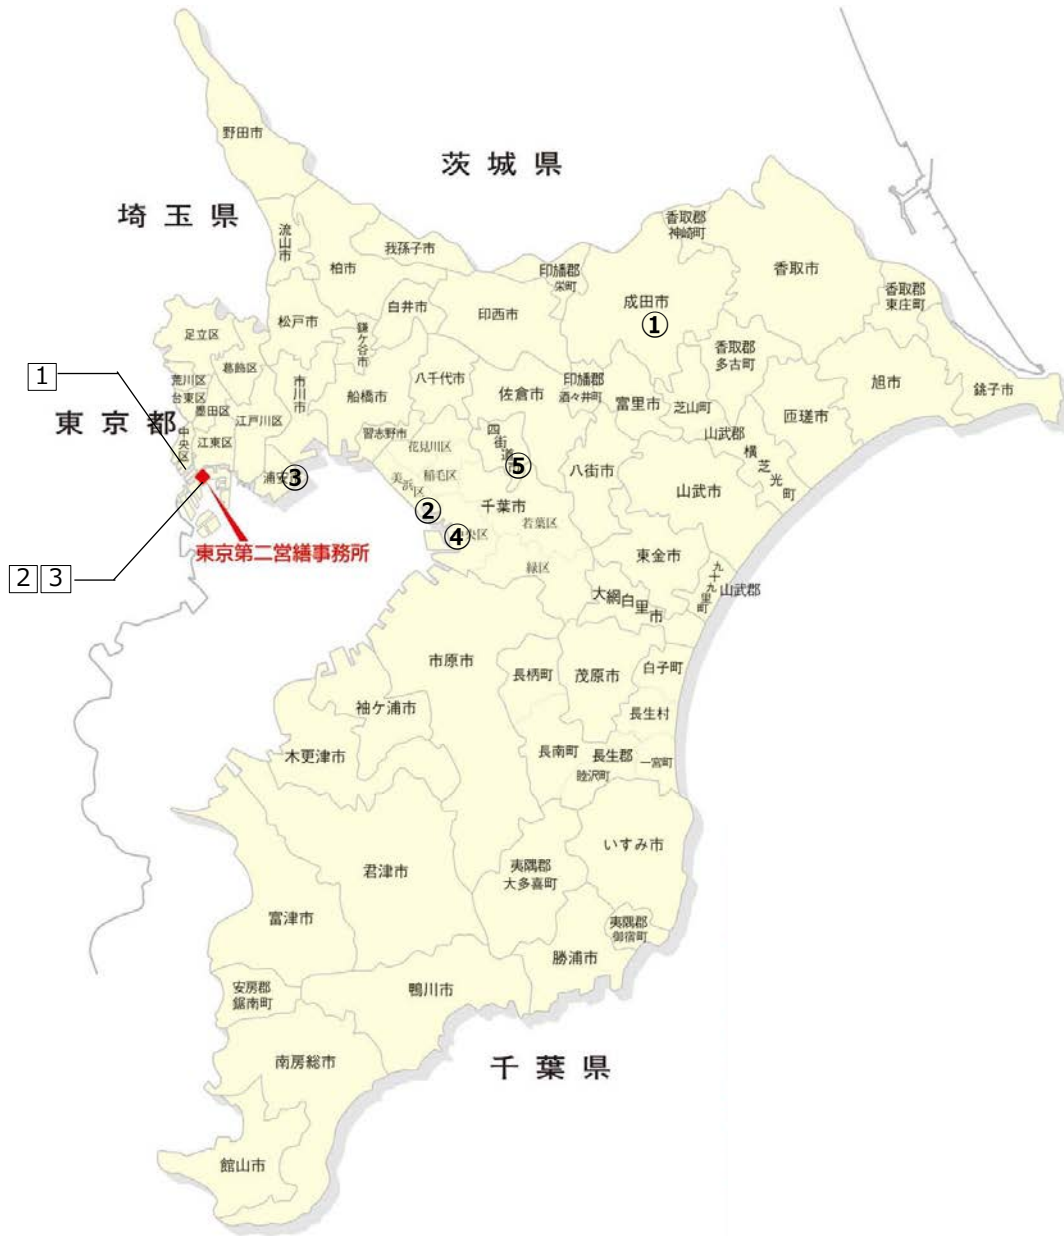 野田市
茨城県
埼玉県
流山市
柏市
我孫子市
香取郡
神崎町
香取市
印旛郡
栄町
成田市
①
香取郡
東庄町
白井市
印西市
松戸市
鎌ケ谷市
足立区
葛飾区
香取郡
多古町
1
荒川区
台東区
墨田区
市川市
船橋市
八千代市
佐倉市
印旛郡
酒々井町
富里市
芝山町
旭市
銚子市
東京都
中央区
江東区
江戸川区
習志野市
花見川区
四街道
⑤
八街市
山武郡
横芝光町
匝瑳市
浦安
③
美浜区
稲毛区
千葉市
山武市
②
④
央区
若葉区
緑区
東京第二営繕事務所
2 3
東金市
大網白里市
九十九里町
山武郡
市原市
長柄町
茂原市
白子町
袖ケ浦市
長生村
木更津市
長南町
長生郡
睦沢町
一宮町
君津市
夷隅郡
大多喜町
いすみ市
富津市
夷隅郡
御宿町
勝浦市
安房郡
鋸南町
鴨川市
南房総市
千葉県
館山市